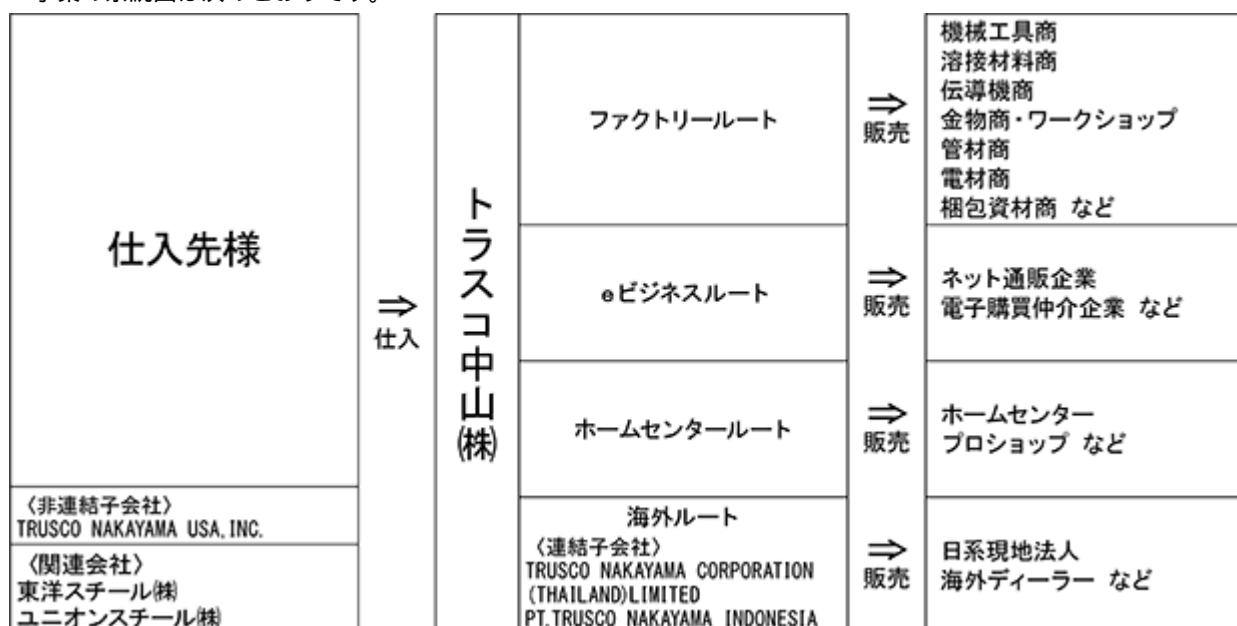 事業の系統図は次のとおりです。
仕入先様
〈非連結子会社〉
TRUSCO NAKAYAMA USA,INC.
〈関連会社〉
東洋スチール㈱
ユニオンスチール㈱
⇒
仕入
トラスコ中山㈱
ファクトリールート
⇒
販売
機械工具商
溶接材料商
伝導機商
金物商・ワークショップ
管材商
電材商
梱包資材商 など
eビジネスルート
⇒
販売
ネット通販企業
電子購買仲介企業 など
ホームセンタールート
⇒
販売
ホームセンター
プロショップ など
海外ルート
〈連結子会社〉
TRUSCO NAKAYAMA CORPORATION
(THAILAND)LIMITED
PT.TRUSCO NAKAYAMA INDONESIA
⇒
販売
日系現地法人
海外ディーラー など